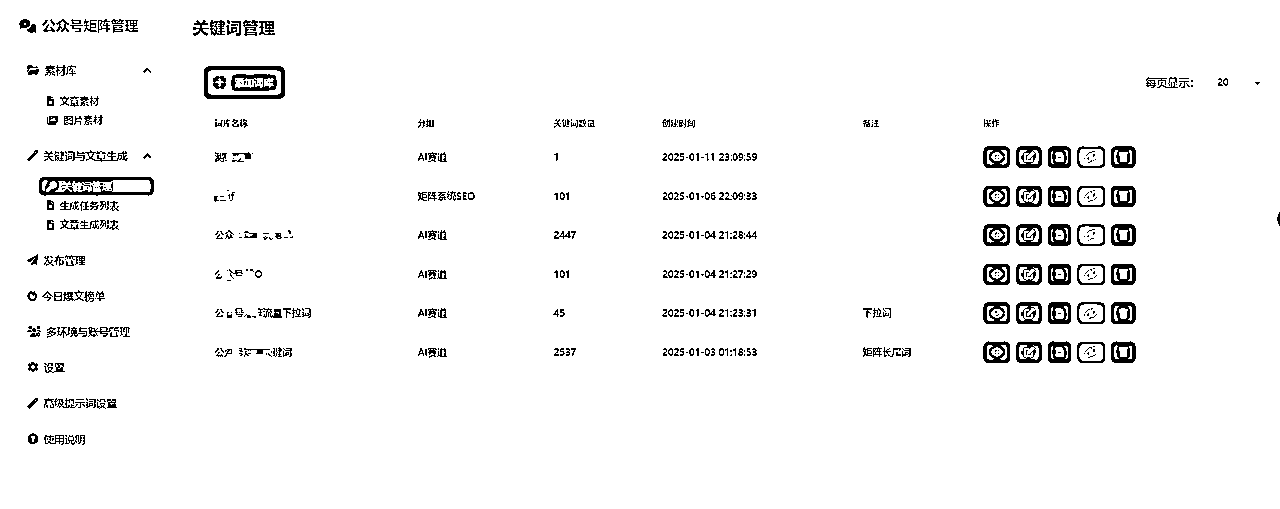 公众号矩阵管理
关键词管理
素材库
文章素材
图片素材
关键词与文章生成
关键词管理
生成任务列表
文章生成列表
发布管理
今日爆文榜单
多环境与账号管理
设置
高级提示词设置
使用说明
添加词库
每页显示: 20
词库名称 分组 关键词数量 创建时间 备注 操作
AI赛道 1 2025-01-11 23:09:59
矩阵系统SEO 101 2025-01-06 22:09:33
公众 AI赛道 2447 2025-01-04 21:28:44
AI赛道 101 2025-01-04 21:27:29
公 号 流量下拉词 AI赛道 45 2025-01-04 21:23:31 下拉词
公 键词 AI赛道 2537 2025-01-03 01:18:53 矩阵长尾词